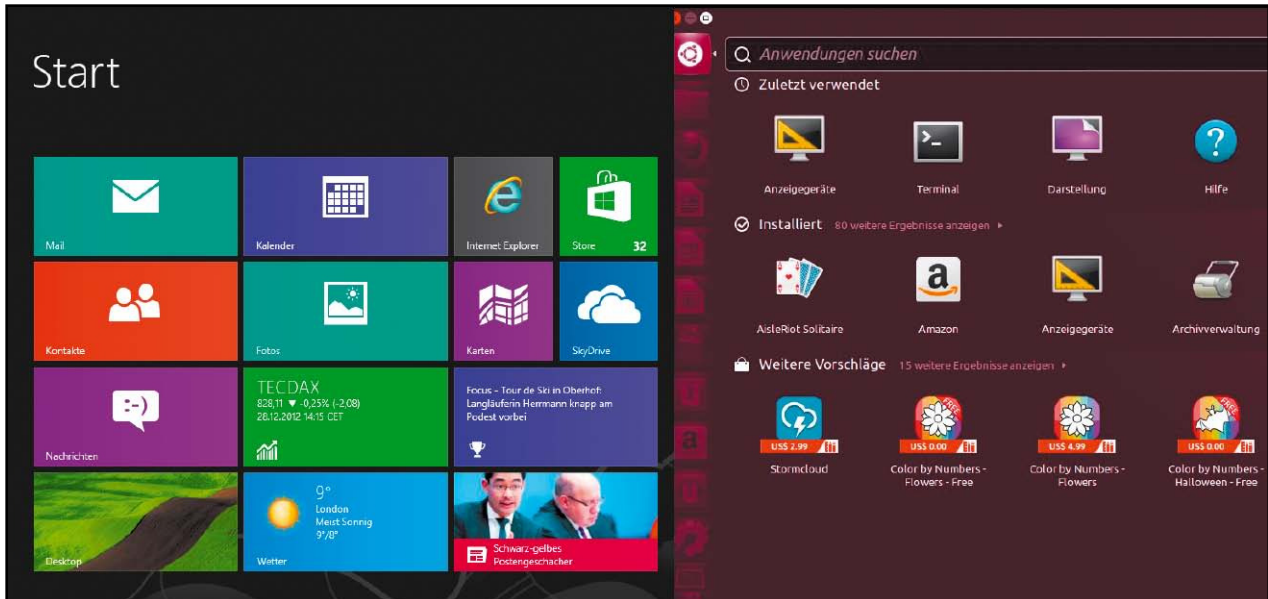 Start
Mail
Kalender
Internet Explorer
Store 32
Kontakte
Fotos
Karten
SkyDrive
:-)
Nachrichten
TECDAX
828,11 ▼ -0,25% (-2,08)
28.12.2012 14:15 CET
Focus - Tour de Ski in Oberhof:
Langläuferin Herrmann knapp am
Podest vorbei
Desktop
9°
London
Meist Sonnig
9°/8°
Wetter
Schwarz-gelbes
Postengeschacher
Anwendungen suchen
Zuletzt verwendet
>_
?
Anzeigegeräte
Terminal
Darstellung
Hilfe
Installiert 80 weitere Ergebnisse anzeigen
a
AisleRiot Solitaire
Amazon
Anzeigegeräte
Archivverwaltung
Weitere Vorschläge 15 weitere Ergebnisse anzeigen
FREE
FREE
US$ 2.99
US$ 0.00
US$ 4.99
US$ 0.00
Stormcloud
Color by Numbers -
Flowers - Free
Color by Numbers -
Flowers
Color by Numbers -
Halloween - Free